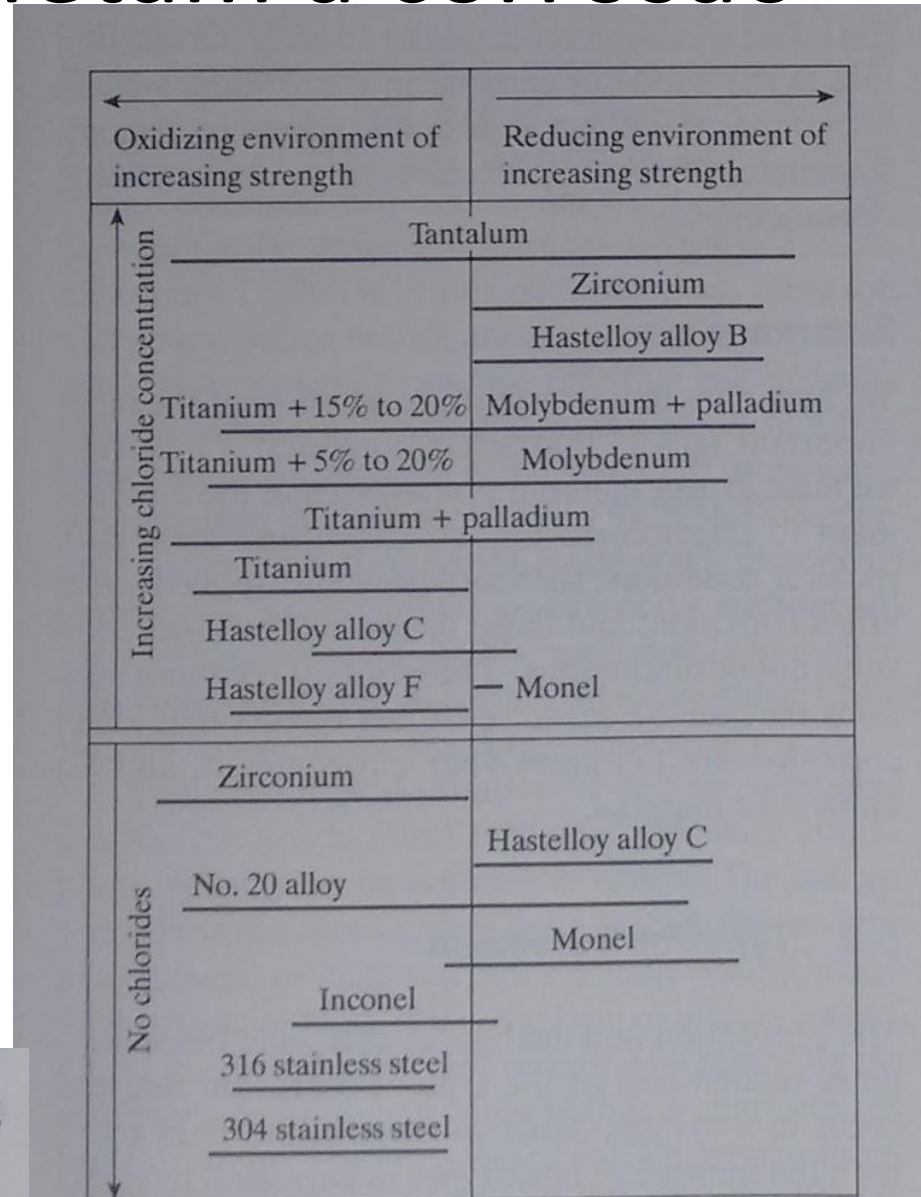 Oxidizing environment of
increasing strength
Reducing environment of
increasing strength
Increasing chloride concentration
Tantalum
Zirconium
Hastelloy alloy B
Titanium + 15% to 20% Molybdenum + palladium
Titanium + 5% to 20% Molybdenum
Titanium + palladium
Titanium
Hastelloy alloy C
Hastelloy alloy F
Monel
No chlorides
Zirconium
Hastelloy alloy C
No. 20 alloy
Monel
Inconel
316 stainless steel
304 stainless steel